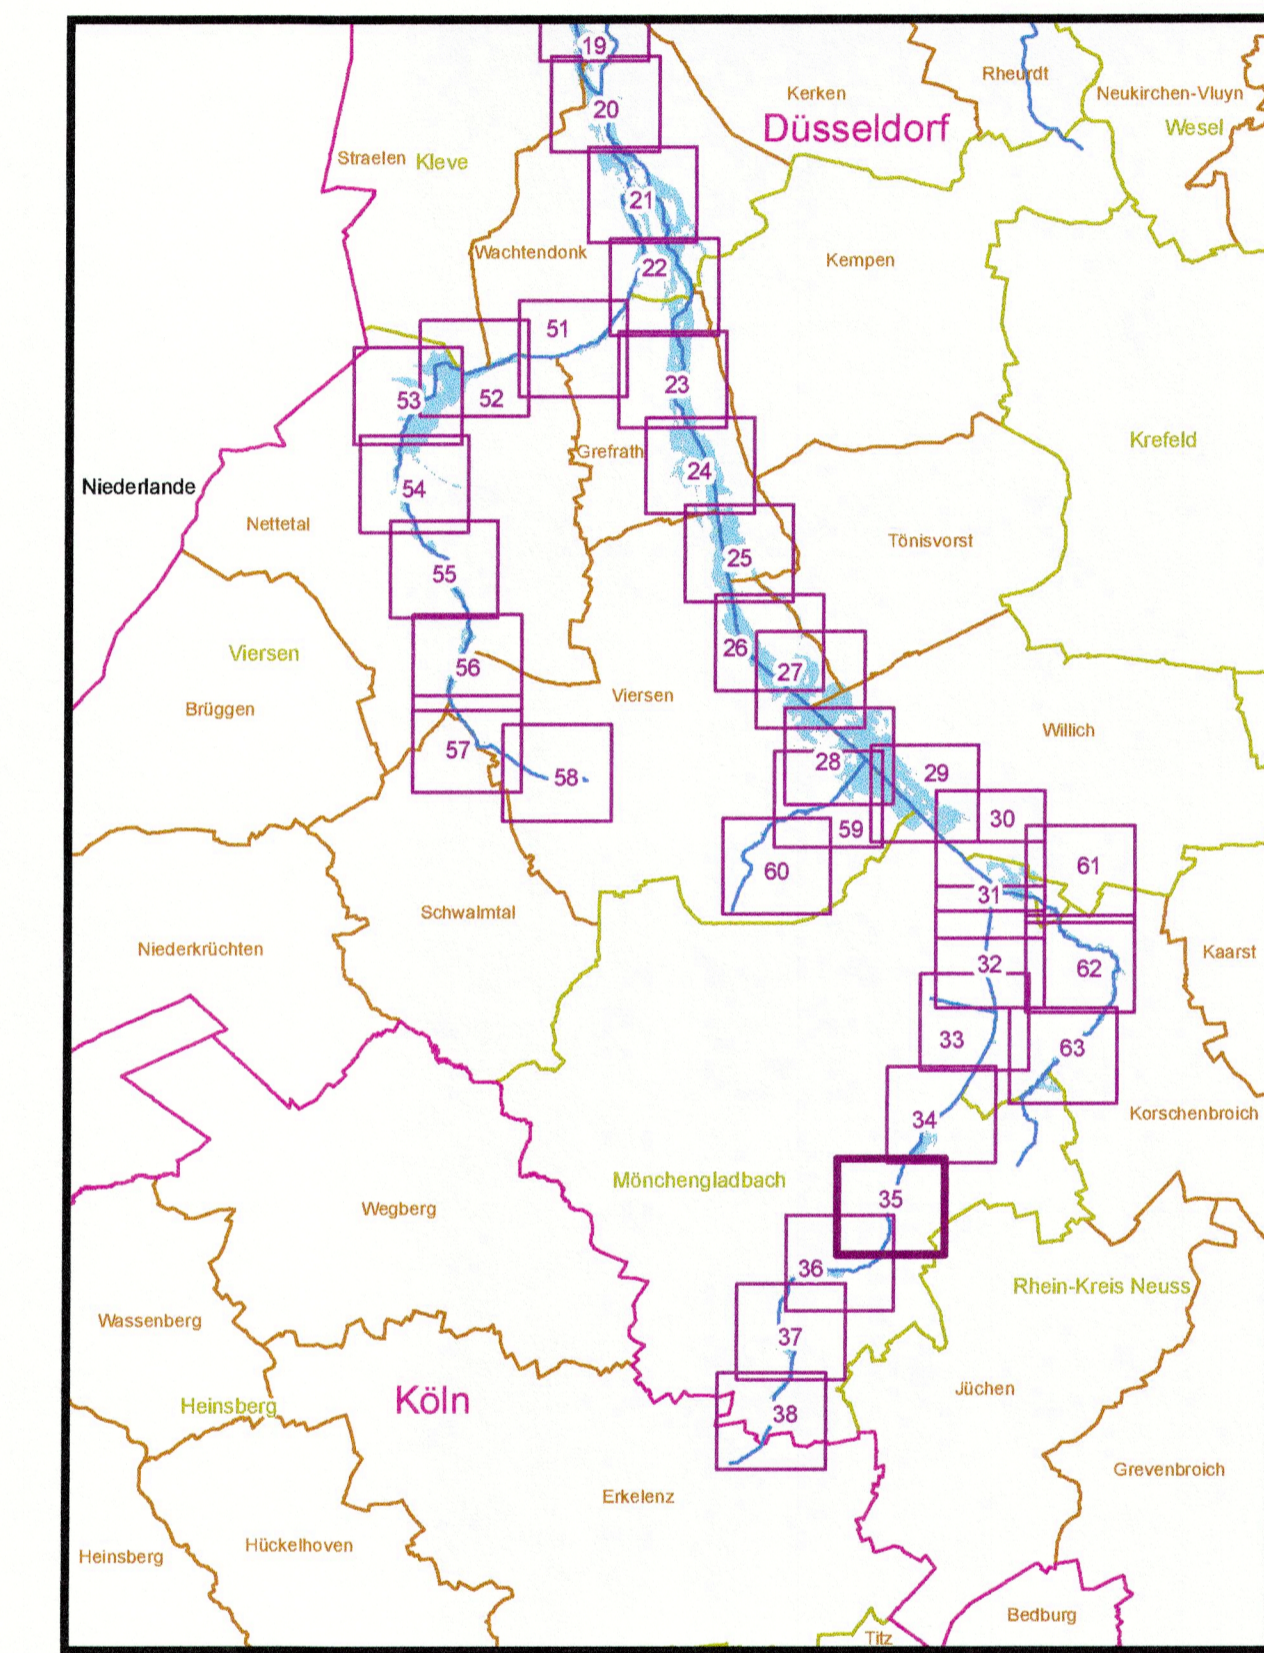 19
Rheurdt
Kerken
Neukirchen-Vluyn
20
Düsseldorf
Wesel
Straelen
Kleve
21
Wachtendonk
Kempen
22
51
23
53
52
Krefeld
Grefrath
24
Niederlande
54
Nettetal
Tönisvorst
25
55
Viersen
26
56
27
Viersen
Brüggen
Willich
57
28
58
29
30
59
61
60
31
Schwalmtal
Niederkrüchten
Kaarst
32
62
33
63
Korschenbroich
34
Mönchengladbach
35
Wegberg
36
Rhein-Kreis Neuss
Wassenberg
37
Jüchen
Köln
Heinsberg
38
Grevenbroich
Erkelenz
Hückelhoven
Heinsberg
Bedburg
Titz